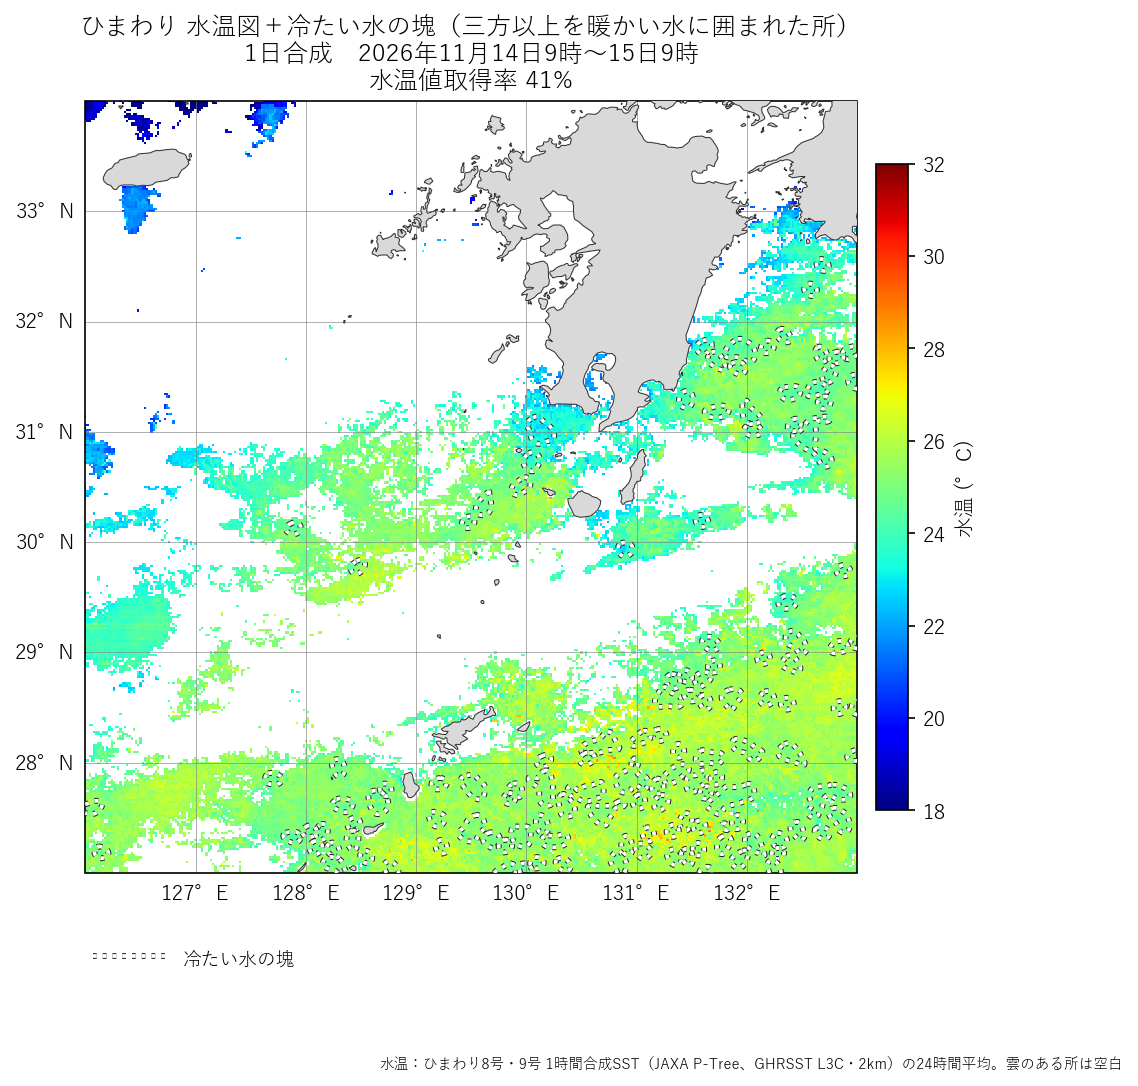 ひまわり 水温図＋冷たい水の塊（三方以上を暖かい水に囲まれた所）
1日合成　2026年11月14日9時～15日9時
水温値取得率 41%
33° N
32° N
31° N
30° N
29° N
28° N
127° E
128° E
129° E
130° E
131° E
132° E
32
30
28
26
24
22
20
18
水温 (° C)
冷たい水の塊
水温：ひまわり8号・9号 1時間合成SST（JAXA P-Tree、GHRSST L3C・2km）の24時間平均。雲のある所は空白